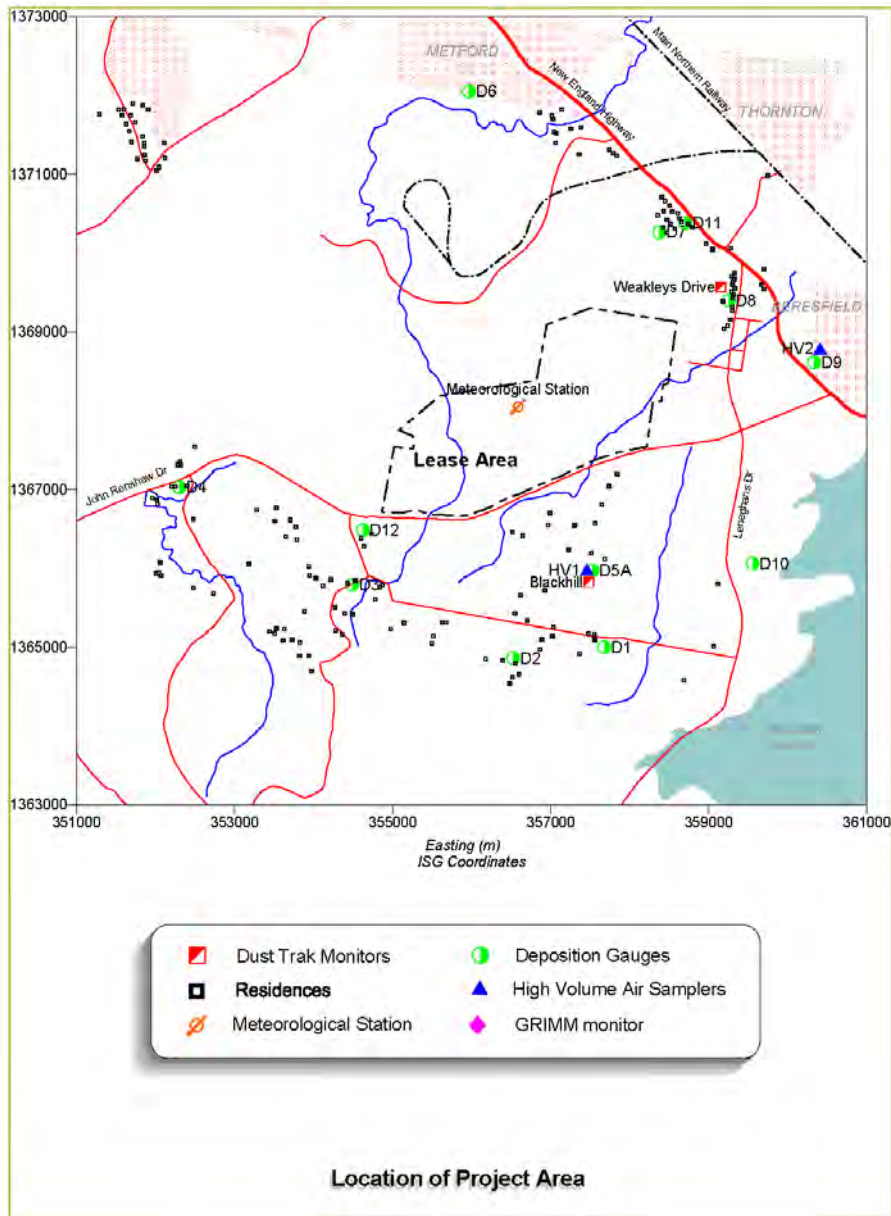 1373000
METFORD
New England Highway
Main Northern Railway
D6
THORNTON
1371000
D11
D7
Weakleys Drive
D8
1369000
BERESFIELD
HV2
D9
Meteorological Station
Lease Area
John Renshaw Dr
D4
1367000
Lenaghans Dr
D12
HV1
D5A
D10
Blackhill
D3
1365000
D2
D1
1363000
351000
353000
355000
357000
359000
361000
Easting (m)
ISG Coordinates
Dust Trak Monitors
Deposition Gauges
Residences
High Volume Air Samplers
Meteorological Station
GRIMM monitor
Location of Project Area